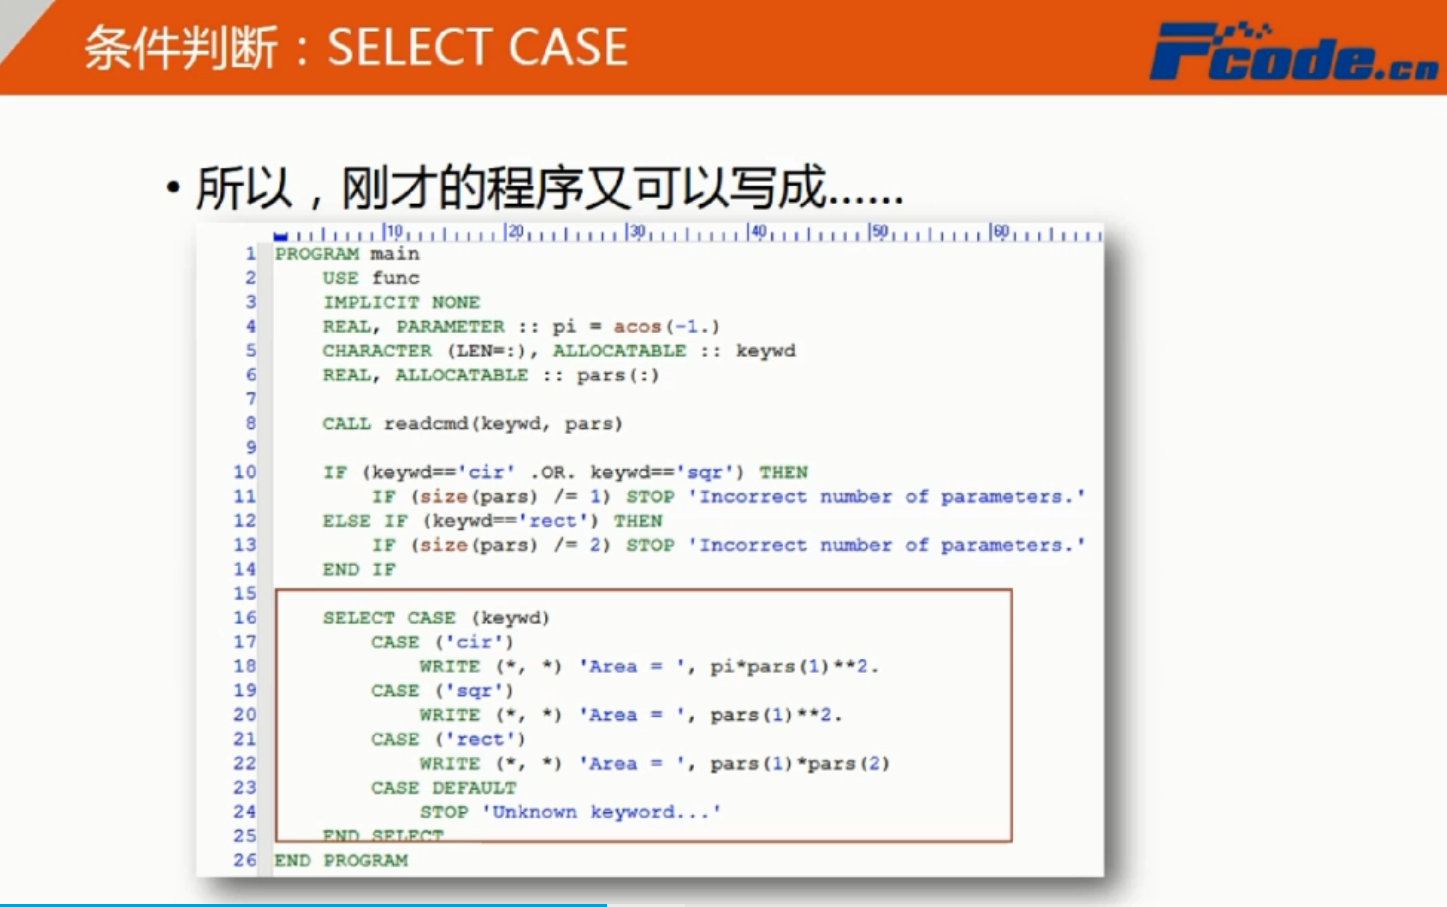 条件判断：SELECT CASE
Fcode.cn
• 所以，刚才的程序又可以写成......
10 20 30 40 50 60
1 PROGRAM main
2     USE func
3     IMPLICIT NONE
4     REAL, PARAMETER :: pi = acos(-1.)
5     CHARACTER (LEN=:), ALLOCATABLE :: keywd
6     REAL, ALLOCATABLE :: pars(:)
7
8     CALL readcmd(keywd, pars)
9
10     IF (keywd=='cir' .OR. keywd=='sqr') THEN
11         IF (size(pars) /= 1) STOP 'Incorrect number of parameters.'
12     ELSE IF (keywd=='rect') THEN
13         IF (size(pars) /= 2) STOP 'Incorrect number of parameters.'
14     END IF
15
16     SELECT CASE (keywd)
17         CASE ('cir')
18             WRITE (*, *) 'Area = ', pi*pars(1)**2.
19         CASE ('sqr')
20             WRITE (*, *) 'Area = ', pars(1)**2.
21         CASE ('rect')
22             WRITE (*, *) 'Area = ', pars(1)*pars(2)
23         CASE DEFAULT
24             STOP 'Unknown keyword...'
25     END SELECT
26 END PROGRAM